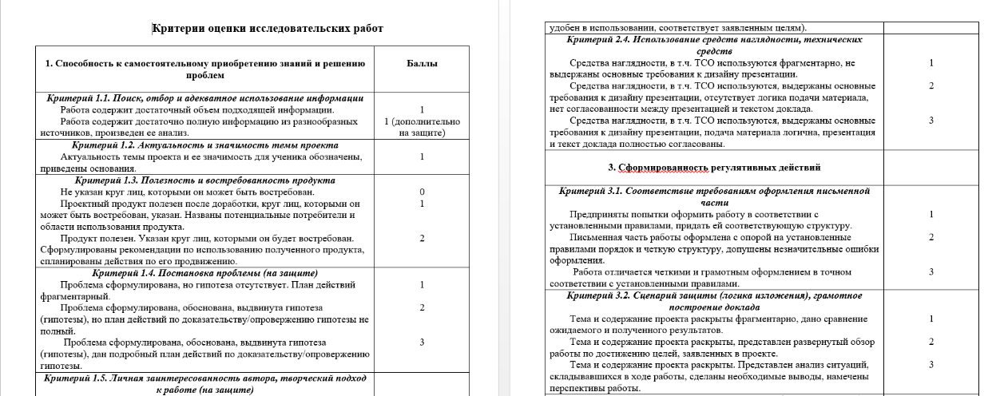 Критерии оценки исследовательских работ
1. Способность к самостоятельному приобретению знаний и решению
проблем
Баллы
Критерий 1.1. Поиск, отбор и адекватное использование информации
Работа содержит достаточный объем подходящей информации.
1
Работа содержит достаточно полную информацию из разнообразных
источников, произведен ее анализ.
1 (дополнительно
на защите)
Критерий 1.2. Актуальность и значимость темы проекта
Актуальность темы проекта и ее значимость для ученика обозначены,
приведены основания.
1
Критерий 1.3. Полезность и востребованность продукта
Не указан круг лиц, которыми он может быть востребован.
0
Проектный продукт полезен после доработки, круг лиц, которыми он
может быть востребован, указан. Названы потенциальные потребители и
области использования продукта.
1
Продукт полезен. Указан круг лиц, которыми он будет востребован.
Сформулированы рекомендации по использованию полученного продукта,
спланированы действия по его продвижению.
2
Критерий 1.4. Постановка проблемы (на защите)
Проблема сформулирована, но гипотеза отсутствует. План действий
фрагментарный.
1
Проблема сформулирована, обоснована, выдвинута гипотеза
(гипотезы), но план действий по доказательству/опровержению гипотезы не
полный.
2
Проблема сформулирована, обоснована, выдвинута гипотеза
(гипотезы), дан подробный план действий по доказательству/опровержению
гипотезы.
3
Критерий 1.5. Личная заинтересованность автора, творческий подход
к работе (на защите)
удобен в использовании, соответствует заявленным целям).
Критерий 2.4. Использование средств наглядности, технических
средств
Средства наглядности, в т.ч. ТСО используются фрагментарно, не
выдержаны основные требования к дизайну презентации.
1
Средства наглядности, в т.ч. ТСО используются, выдержаны основные
требования к дизайну презентации, отсутствует логика подачи материала,
нет согласованности между презентацией и текстом доклада.
2
Средства наглядности, в т.ч. ТСО используются, выдержаны основные
требования к дизайну презентации, подача материала логична, презентация
и текст доклада полностью согласованы.
3
3. Сформированность регулятивных действий
Критерий 3.1. Соответствие требованиям оформления письменной
части
Предприняты попытки оформить работу в соответствии с
установленными правилами, придать ей соответствующую структуру.
1
Письменная часть работы оформлена с опорой на установленные
правилами порядок и четкую структуру, допущены незначительные ошибки
оформления.
2
Работа отличается четкими и грамотным оформлением в точном
соответствии с установленными правилами.
3
Критерий 3.2. Сценарий защиты (логика изложения), грамотное
построение доклада
Тема и содержание проекта раскрыты фрагментарно, дано сравнение
ожидаемого и полученного результатов.
1
Тема и содержание проекта раскрыты, представлен развернутый обзор
работы по достижению целей, заявленных в проекте.
2
Тема и содержание проекта раскрыты. Представлен анализ ситуаций,
складывавшихся в ходе работы, сделаны необходимые выводы, намечены
перспективы работы.
3